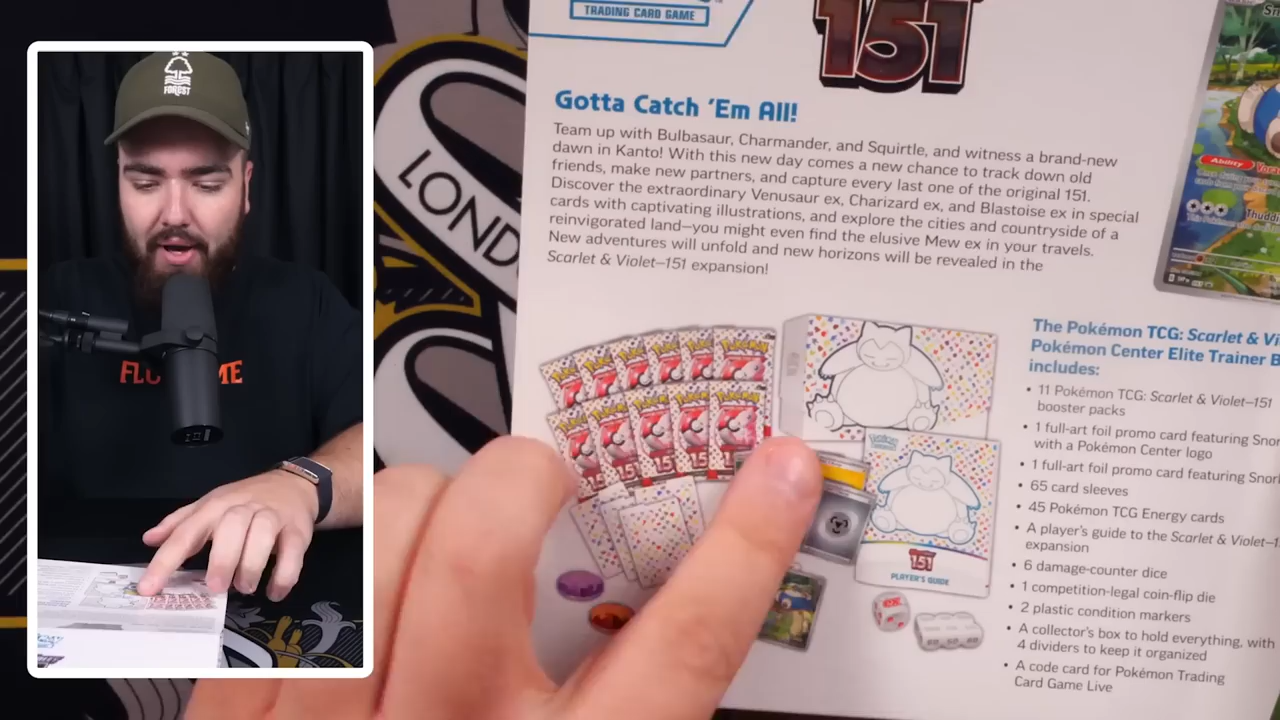 TRADING CARD GAME
151
Gotta Catch 'Em All!
Team up with Bulbasaur, Charmander, and Squirtle, and witness a brand-new
dawn in Kanto! With this new day comes a new chance to track down old
friends, make new partners, and capture every last one of the original 151.
Discover the extraordinary Venusaur ex, Charizard ex, and Blastoise ex in special
cards with captivating illustrations, and explore the cities and countryside of a
reinvigorated land—you might even find the elusive Mew ex in your travels.
New adventures will unfold and new horizons will be revealed in the
Scarlet & Violet—151 expansion!
The Pokémon TCG: Scarlet & Vi
Pokémon Center Elite Trainer B
includes:
• 11 Pokémon TCG: Scarlet & Violet—151
booster packs
• 1 full-art foil promo card featuring Snor
with a Pokémon Center logo
• 1 full-art foil promo card featuring Snor
• 65 card sleeves
• 45 Pokémon TCG Energy cards
• A player's guide to the Scarlet & Violet—1
expansion
• 6 damage-counter dice
• 1 competition-legal coin-flip die
• 2 plastic condition markers
• A collector's box to hold everything, with
4 dividers to keep it organized
• A code card for Pokémon Trading
Card Game Live
151
PLAYER'S GUIDE
Ability
LOND
FOREST